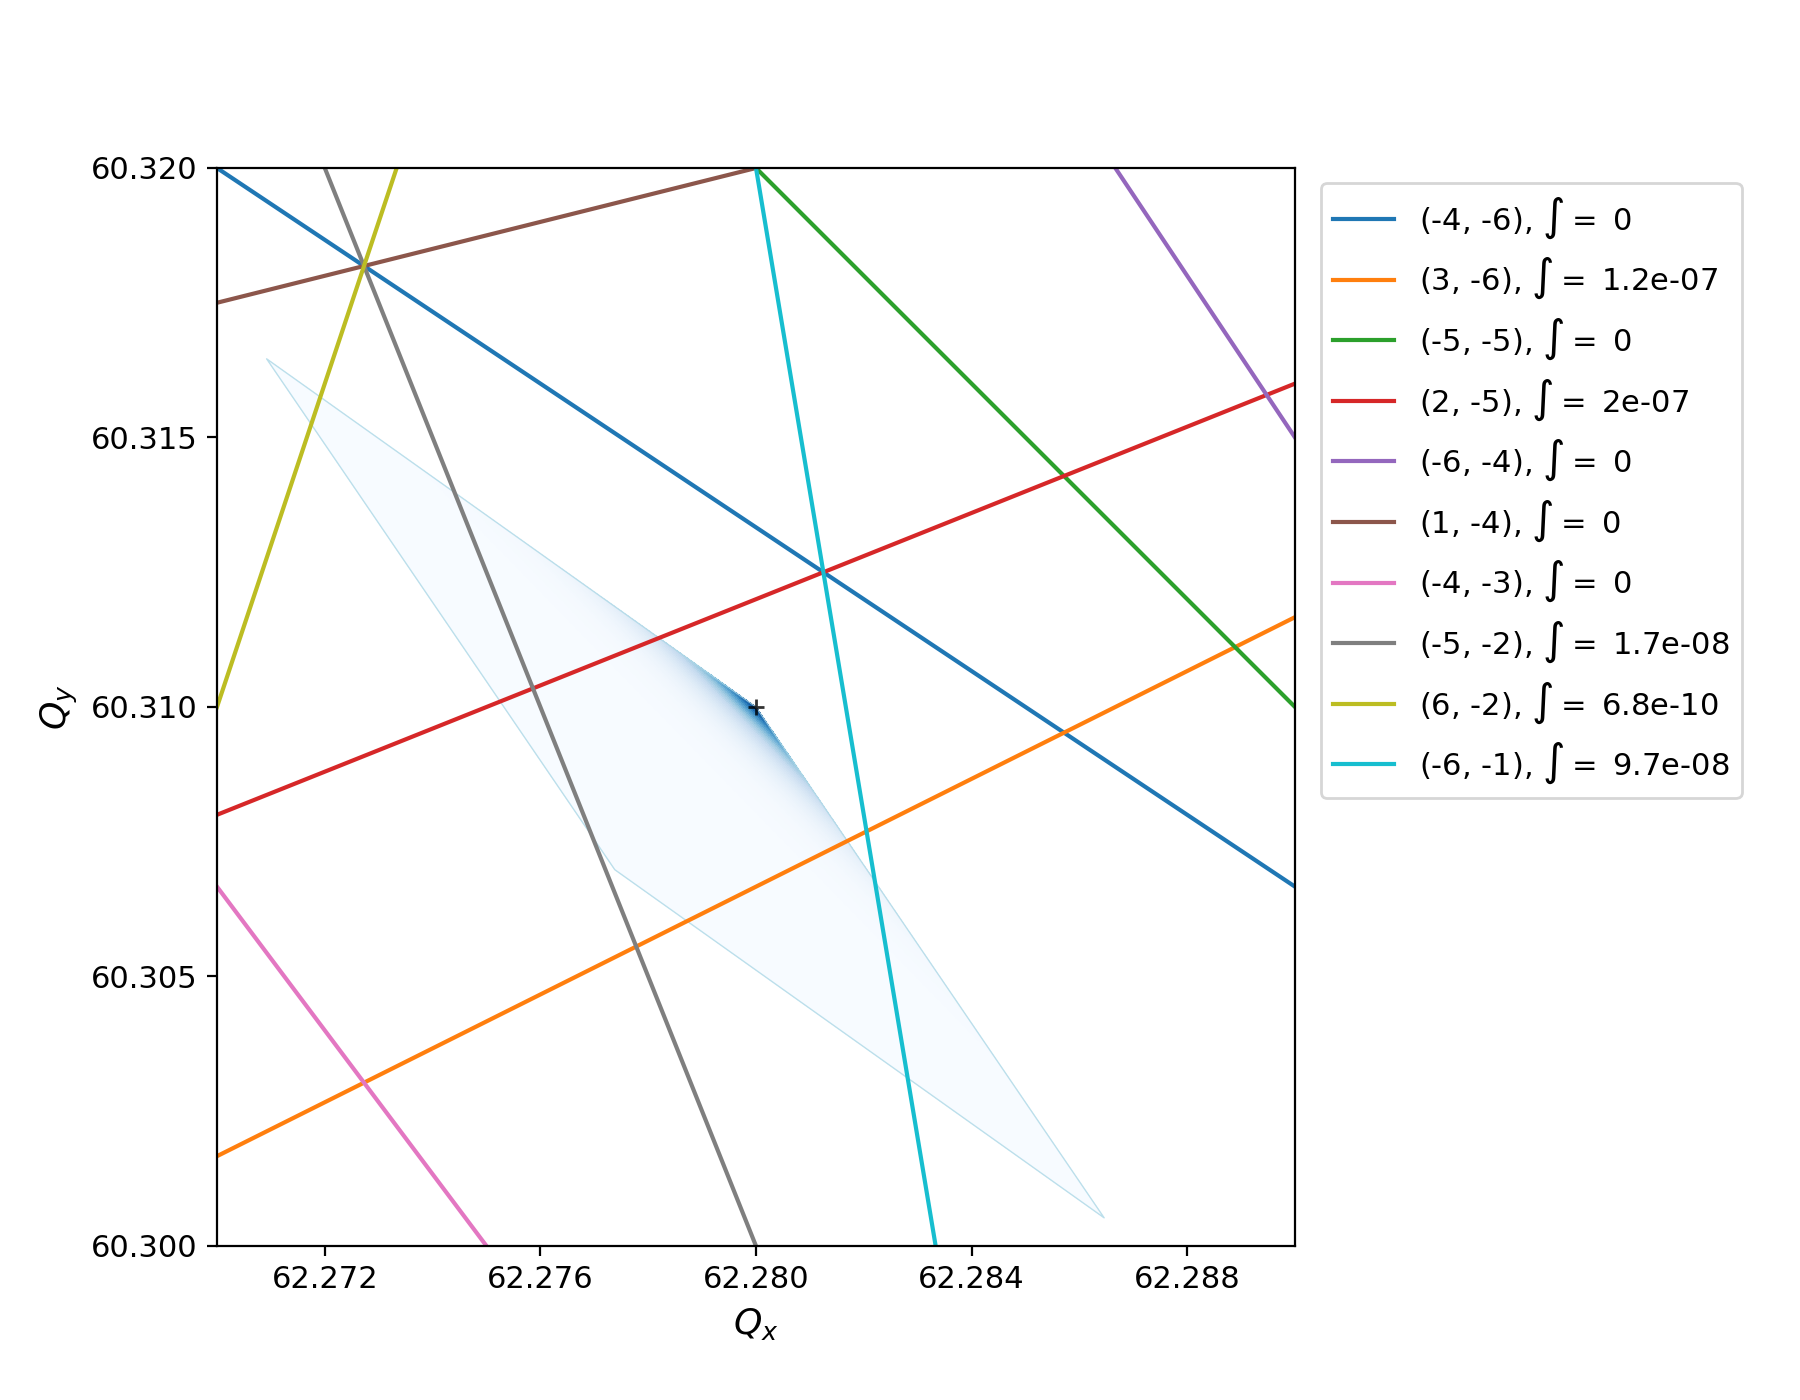 60.320
60.315
60.310
60.305
60.300
Q_y
62.272 62.276 62.280 62.284 62.288
Q_x
(-4, -6), ∫ = 0
(3, -6), ∫ = 1.2e-07
(-5, -5), ∫ = 0
(2, -5), ∫ = 2e-07
(-6, -4), ∫ = 0
(1, -4), ∫ = 0
(-4, -3), ∫ = 0
(-5, -2), ∫ = 1.7e-08
(6, -2), ∫ = 6.8e-10
(-6, -1), ∫ = 9.7e-08